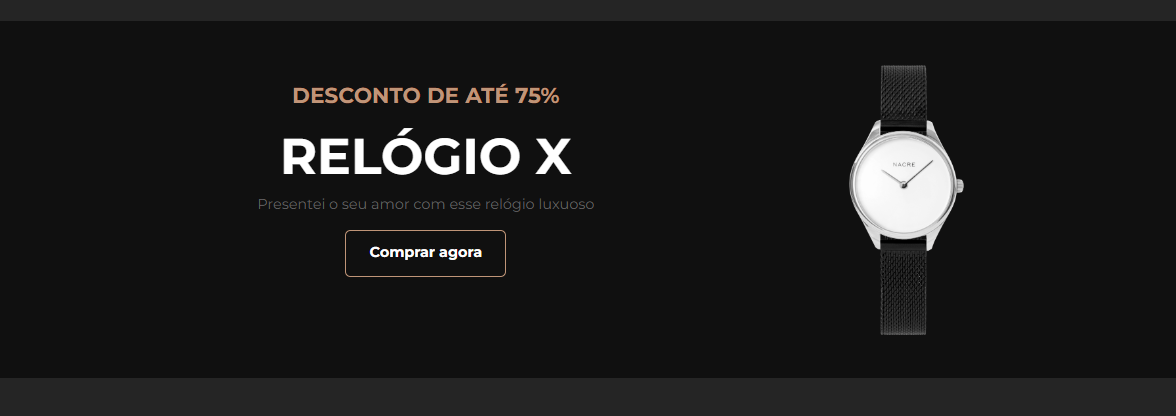 DESCONTO DE ATÉ 75%
RELÓGIO X
Presentei o seu amor com esse relógio luxuoso
Comprar agora
NACRE